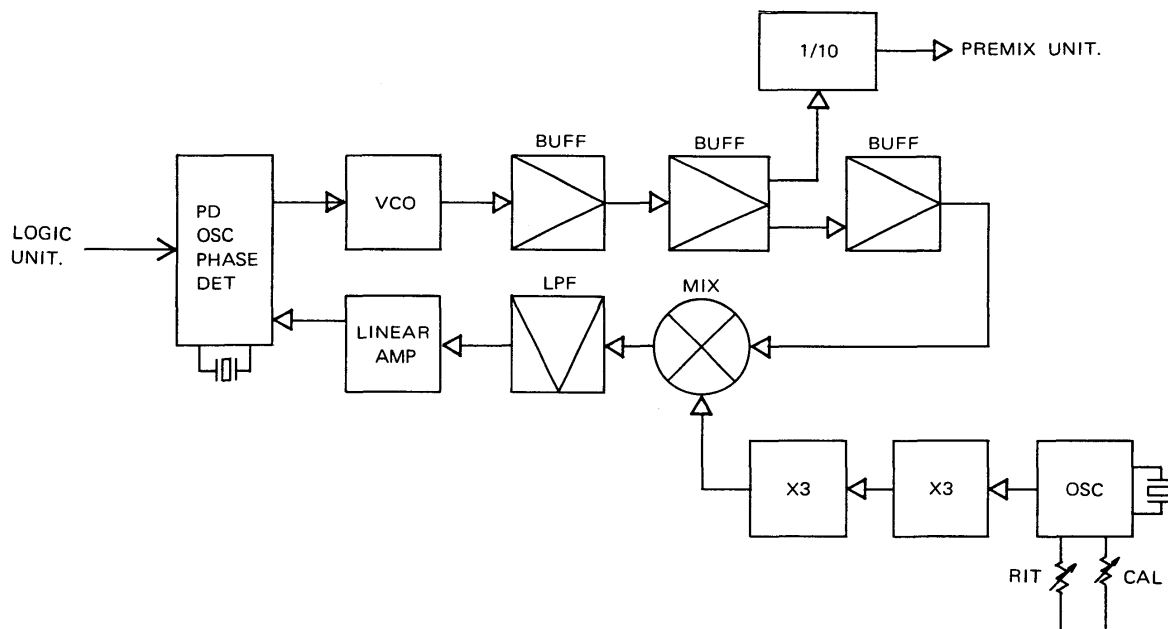 1/10
PREMIX UNIT.
BUFF
BUFF
BUFF
LOGIC
UNIT.
PD
OSC
PHASE
DET
VCO
LINEAR
AMP
LPF
MIX
X3
X3
OSC
RIT
CAL